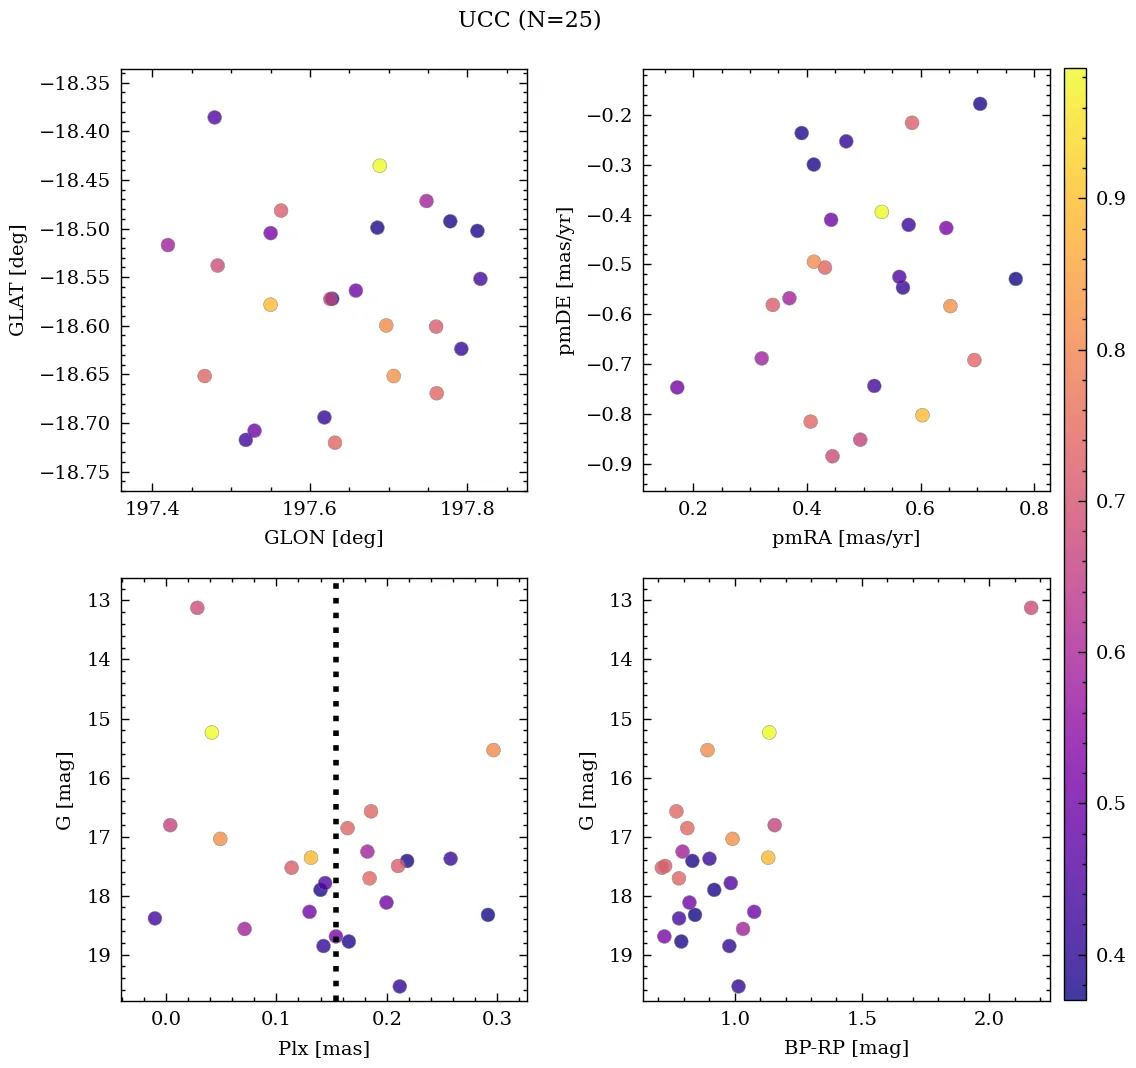 UCC (N=25)
−18.35
−18.40
−18.45
−18.50
−18.55
−18.60
−18.65
−18.70
−18.75
GLAT [deg]
197.4 197.6 197.8
GLON [deg]
−0.2
−0.3
−0.4
−0.5
−0.6
−0.7
−0.8
−0.9
pmDE [mas/yr]
0.2 0.4 0.6 0.8
pmRA [mas/yr]
13
14
15
16
17
18
19
G [mag]
0.0 0.1 0.2 0.3
Plx [mas]
13
14
15
16
17
18
19
G [mag]
1.0 1.5 2.0
BP-RP [mag]
0.9
0.8
0.7
0.6
0.5
0.4